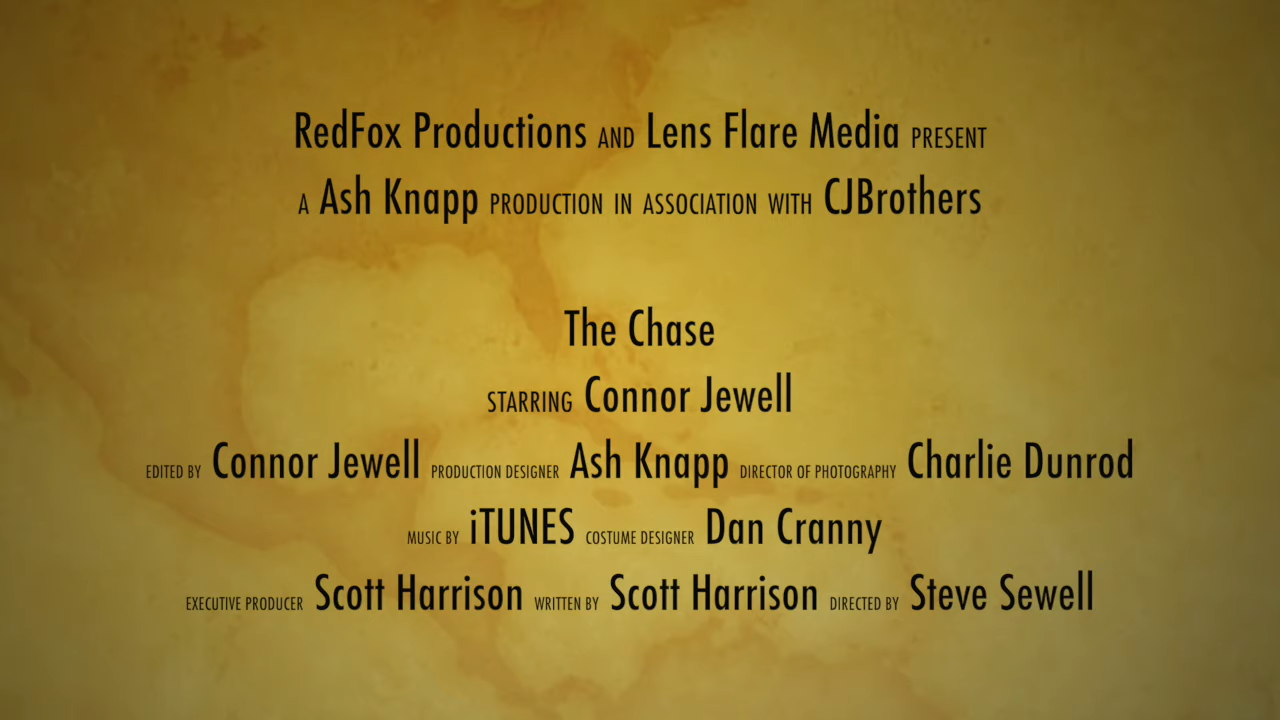 RedFox Productions AND Lens Flare Media PRESENT
A Ash Knapp PRODUCTION IN ASSOCIATION WITH CJBrothers
The Chase
STARRING Connor Jewell
EDITED BY Connor Jewell PRODUCTION DESIGNER Ash Knapp DIRECTOR OF PHOTOGRAPHY Charlie Dunrod
MUSIC BY iTUNES COSTUME DESIGNER Dan Cranny
EXECUTIVE PRODUCER Scott Harrison WRITTEN BY Scott Harrison DIRECTED BY Steve Sewell